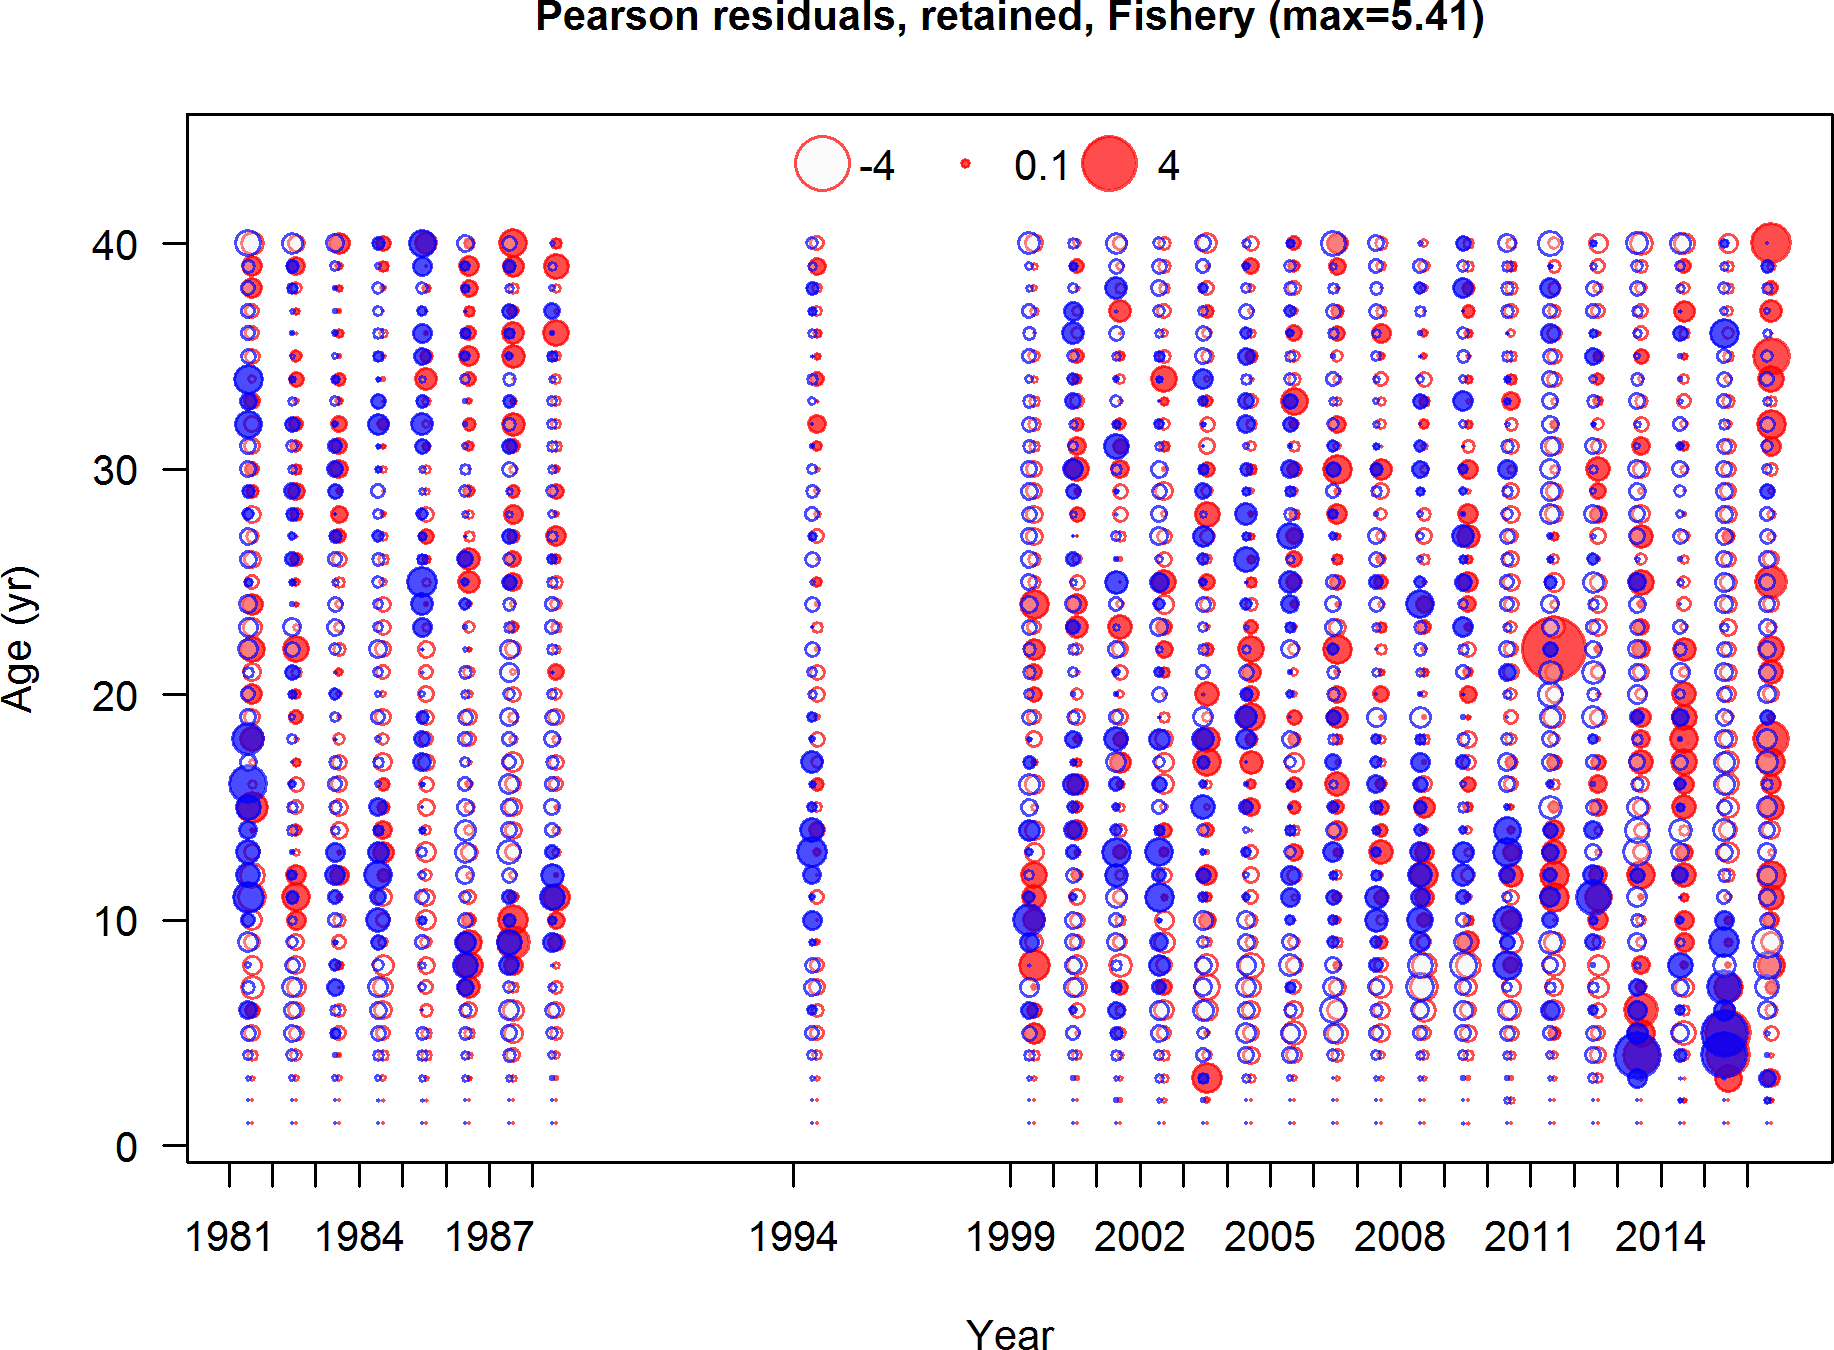 Pearson residuals, retained, Fishery (max=5.41)
-4 0.1 4
40
30
20
10
0
Age (yr)
1981 1984 1987 1994 1999 2002 2005 2008 2011 2014
Year